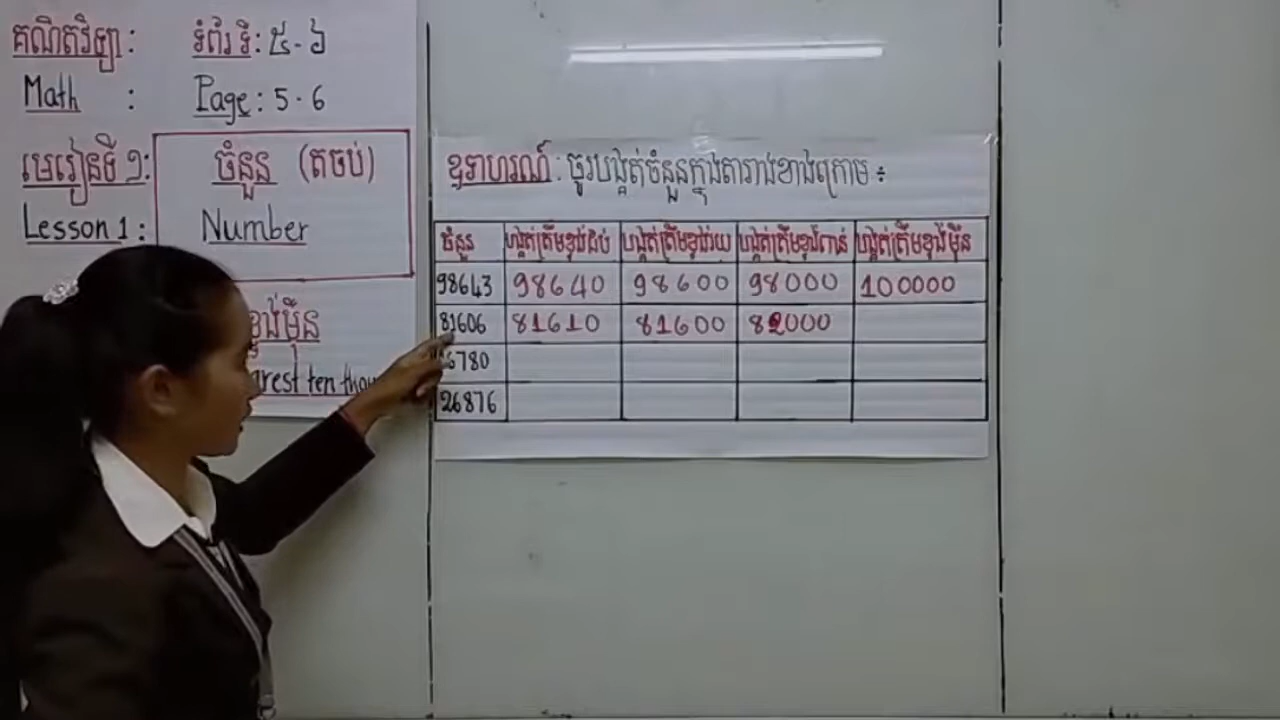 គណិតវិទ្យា : ទំព័រ ទី : ៥ - ៦
Math : Page : 5 - 6
មេរៀនទី ១: ចំនួន (តចប់)
Lesson 1 : Number
ខ្ទង់ម៉ឺន
arest ten thou
ឧទាហរណ៍ : ចូរបង្គត់ចំនួនក្នុងតារាងខាងក្រោម ៖
ចំនួន បង្គត់ត្រឹមខ្ទង់ដប់ បង្គត់ត្រឹមខ្ទង់រយ បង្គត់ត្រឹមខ្ទង់ពាន់ បង្គត់ត្រឹមខ្ទង់ម៉ឺន
98643 98640 98600 98000 100000
81606 81610 81600 82000
6780
26876